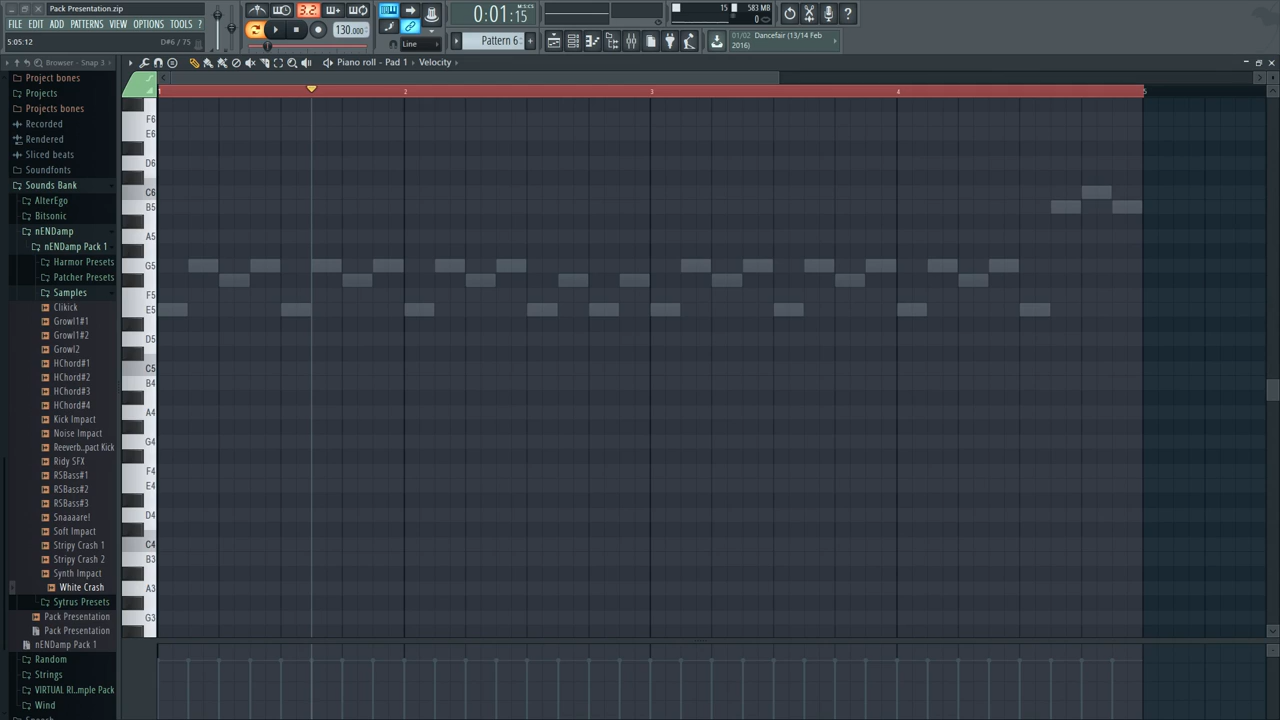 Pack Presentation.zip
FILE EDIT ADD PATTERNS VIEW OPTIONS TOOLS ?
5:05:12 D#6 / 75
3.2.
130.000
Line
0:01:15 M:S:CS
Pattern 6 +
15 583 MB
0
01/02 Dancefair (13/14 Feb
2016)
Browser - Snap 3
Piano roll - Pad 1 Velocity
1 2 3 4 5
Project bones
Projects
Projects bones
Recorded
Rendered
Sliced beats
Soundfonts
Sounds Bank
AlterEgo
Bitsonic
nENDamp
nENDamp Pack 1
Harmor Presets
Patcher Presets
Samples
Clikick
Growl1#1
Growl1#2
Growl2
HChord#1
HChord#2
HChord#3
HChord#4
Kick Impact
Noise Impact
Reeverb..pact Kick
Ridy SFX
RSBass#1
RSBass#2
RSBass#3
Snaaaare!
Soft Impact
Stripy Crash 1
Stripy Crash 2
Synth Impact
White Crash
Sytrus Presets
Pack Presentation
Pack Presentation
nENDamp Pack 1
Random
Strings
VIRTUAL RI..mple Pack
Wind
F6
E6
D6
C6
B5
A5
G5
F5
E5
D5
C5
B4
A4
G4
F4
E4
D4
C4
B3
A3
G3